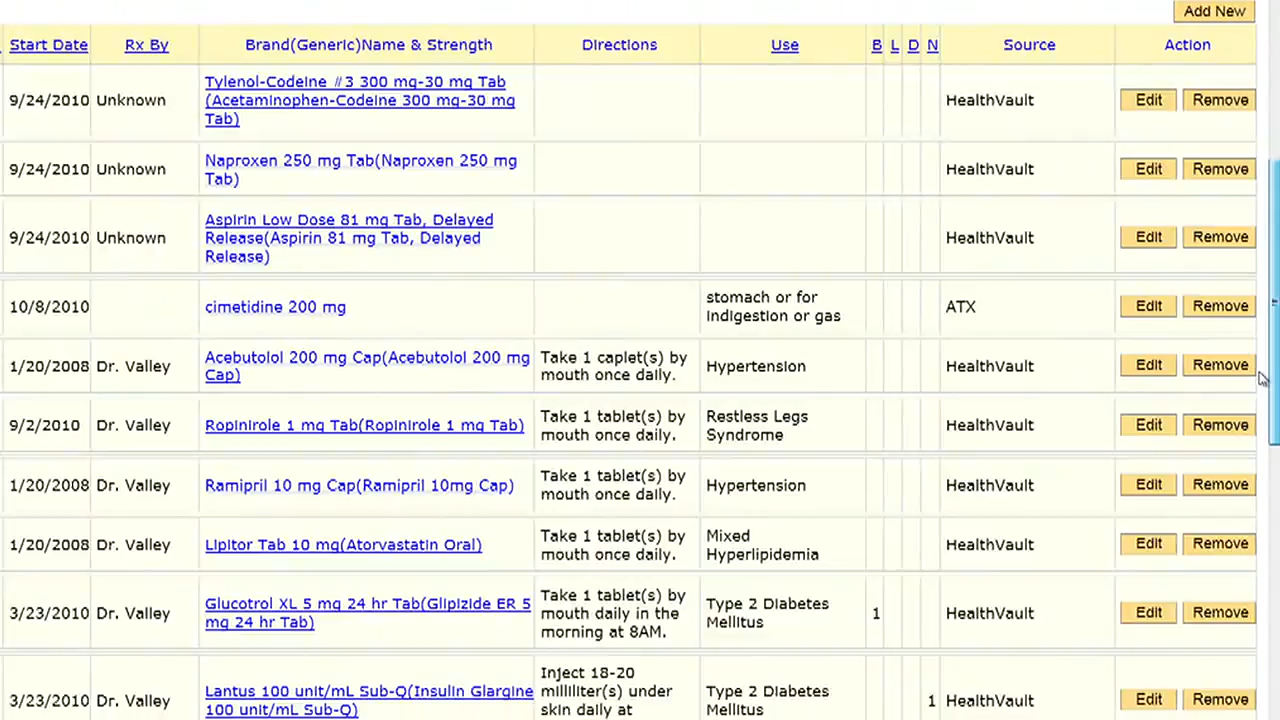 Add New
Start Date Rx By Brand(Generic)Name & Strength Directions Use B L D N Source Action
Tylenol-Codeine #3 300 mg-30 mg Tab
9/24/2010 Unknown (Acetaminophen-Codeine 300 mg-30 mg HealthVault Edit Remove
Tab)
Naproxen 250 mg Tab(Naproxen 250 mg
9/24/2010 Unknown HealthVault Edit Remove
Tab)
Aspirin Low Dose 81 mg Tab, Delayed
9/24/2010 Unknown Release(Aspirin 81 mg Tab, Delayed HealthVault Edit Remove
Release)
stomach or for
10/8/2010 cimetidine 200 mg ATX Edit Remove
indigestion or gas
Acebutolol 200 mg Cap(Acebutolol 200 mg Take 1 caplet(s) by
1/20/2008 Dr. Valley Hypertension HealthVault Edit Remove
Cap) mouth once daily.
Take 1 tablet(s) by Restless Legs
9/2/2010 Dr. Valley Ropinirole 1 mg Tab(Ropinirole 1 mg Tab) HealthVault Edit Remove
mouth once daily. Syndrome
Take 1 tablet(s) by
1/20/2008 Dr. Valley Ramipril 10 mg Cap(Ramipril 10mg Cap) Hypertension HealthVault Edit Remove
mouth once daily.
Take 1 tablet(s) by Mixed
1/20/2008 Dr. Valley Lipitor Tab 10 mg(Atorvastatin Oral) HealthVault Edit Remove
mouth once daily. Hyperlipidemia
Glucotrol XL 5 mg 24 hr Tab(Glipizide ER 5 Take 1 tablet(s) by Type 2 Diabetes
3/23/2010 Dr. Valley mouth daily in the 1 HealthVault Edit Remove
mg 24 hr Tab) morning at 8AM. Mellitus
Inject 18-20
Lantus 100 unit/mL Sub-Q(Insulin Glargine milliliter(s) under Type 2 Diabetes
3/23/2010 Dr. Valley 1 HealthVault Edit Remove
100 unit/mL Sub-Q) skin daily at Mellitus